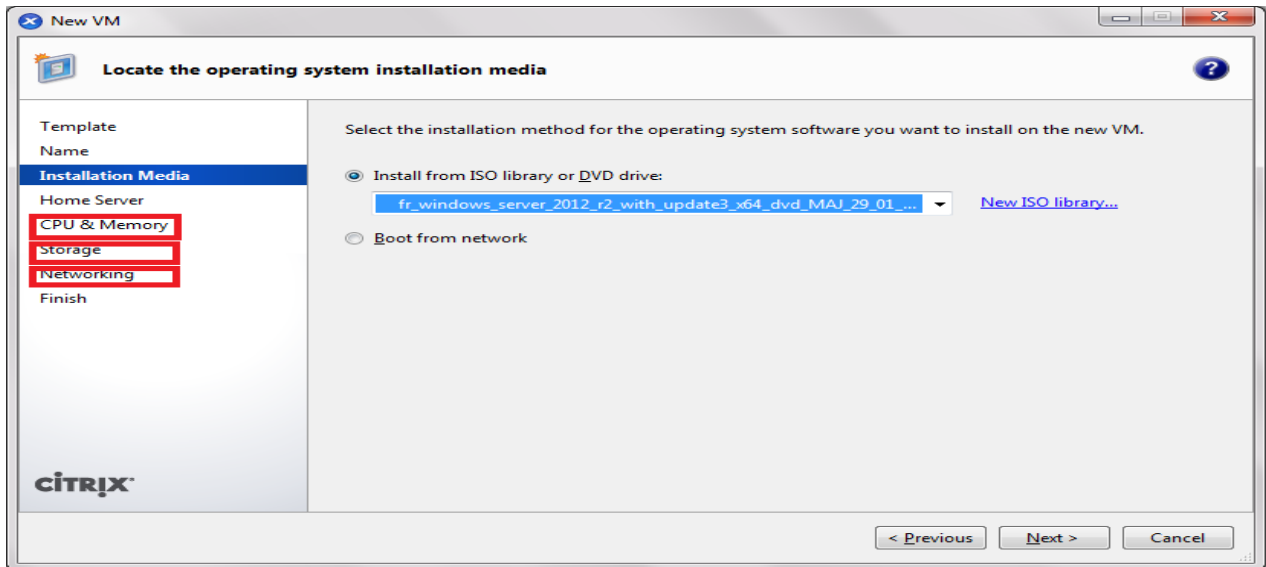 New VM
Locate the operating system installation media
Template
Name
Installation Media
Home Server
CPU & Memory
Storage
Networking
Finish
Select the installation method for the operating system software you want to install on the new VM.
Install from ISO library or DVD drive:
fr_windows_server_2012_r2_with_update3_x64_dvd_MAJ_29_01_... New ISO library...
Boot from network
CITRIX
< Previous Next > Cancel